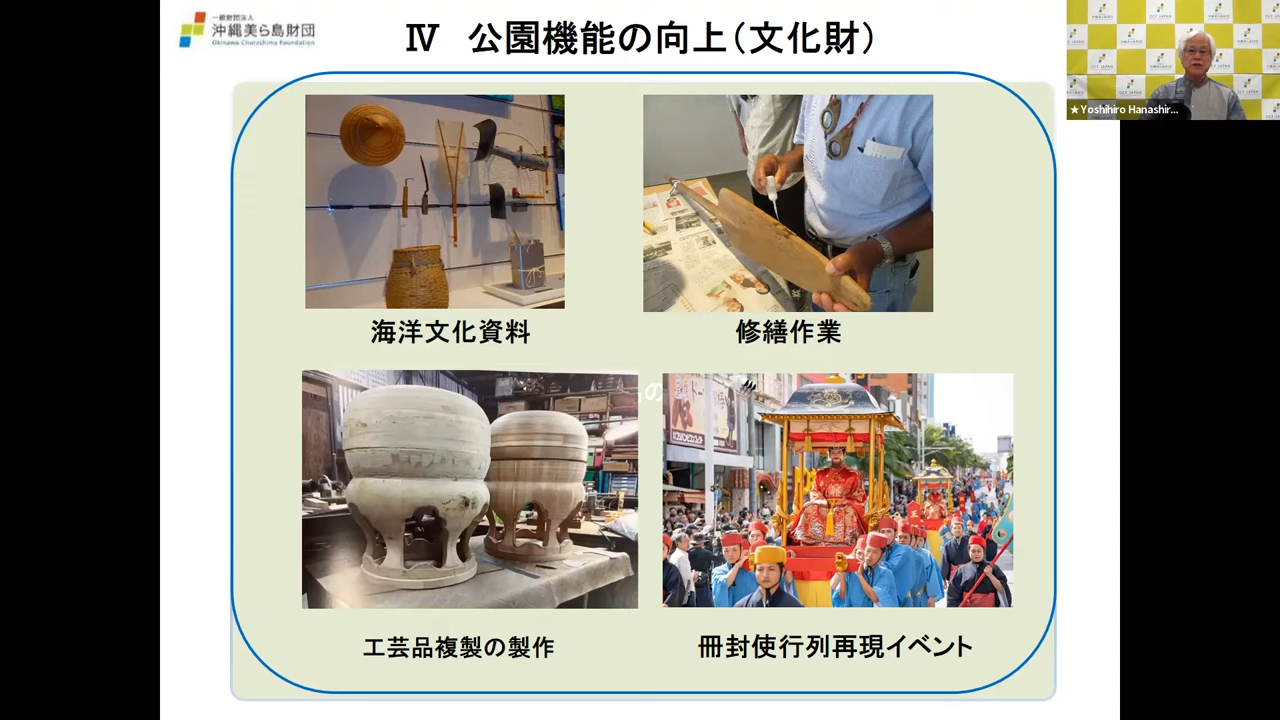 一般財団法人
沖縄美ら島財団
Okinawa Churashima Foundation
Ⅳ 公園機能の向上（文化財）
★Yoshihiro Hanashir...
海洋文化資料
修繕作業
の
工芸品複製の製作
冊封使行列再現イベント